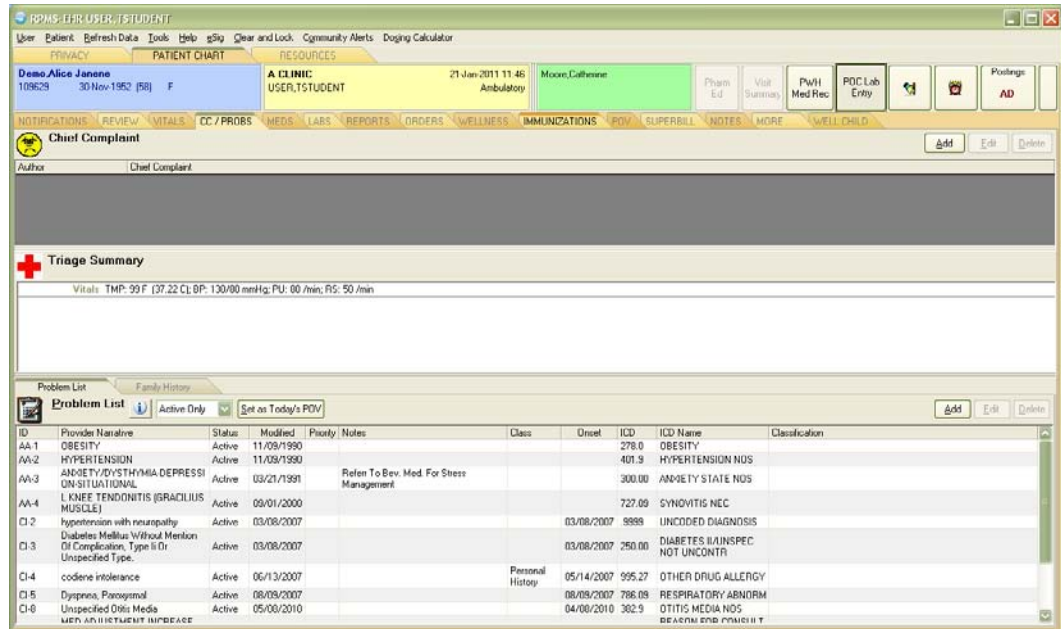 RPMS-EHR USER,TSTUDENT
User Patient Refresh Data Tools Help eSig Clear and Lock Community Alerts Dosing Calculator
PRIVACY PATIENT CHART RESOURCES
Demo,Alice Janene A CLINIC 21-Jan-2011 11:46 Moore,Catherine
109629 30-Nov-1952 (58) F USER,TSTUDENT Ambulatory
Pharm Ed Visit Summary PWH Med Rec POC Lab Entry Postings AD
NOTIFICATIONS REVIEW VITALS CC / PROBS MEDS LABS REPORTS ORDERS WELLNESS IMMUNIZATIONS POV SUPERBILL NOTES MORE WELL CHILD
Chief Complaint Add Edit Delete
Author Chief Complaint
Triage Summary
Vitals TMP: 99 F (37.22 C); BP: 130/80 mmHg; PU: 80 /min; RS: 50 /min
Problem List Family History
Problem List Active Only Set as Today's POV Add Edit Delete
ID Provider Narrative Status Modified Priority Notes Class Onset ICD ICD Name Classification
AA-1 OBESITY Active 11/09/1990 278.0 OBESITY
AA-2 HYPERTENSION Active 11/09/1990 401.9 HYPERTENSION NOS
AA-3 ANXIETY/DYSTHYMIA-DEPRESSI Active 03/21/1991 Refer To Bev. Med. For Stress 300.00 ANXIETY STATE NOS
ON-SITUATIONAL Management
AA-4 L KNEE TENDONITIS (GRACILIUS Active 09/01/2000 727.09 SYNOVITIS NEC
MUSCLE)
CI-2 hypertension with neuropathy Active 03/08/2007 03/08/2007 .9999 UNCODED DIAGNOSIS
CI-3 Diabetes Mellitus Without Mention Active 03/08/2007 03/08/2007 250.00 DIABETES II/UNSPEC
Of Complication, Type Ii Or NOT UNCONTR
Unspecified Type.
CI-4 codiene intolerance Active 06/13/2007 Personal 05/14/2007 995.27 OTHER DRUG ALLERGY
History
CI-5 Dyspnea, Paroxysmal Active 08/09/2007 08/09/2007 786.09 RESPIRATORY ABNORM
CI-8 Unspecified Otitis Media Active 05/08/2010 04/08/2010 382.9 OTITIS MEDIA NOS
MED ADJUSTMENT INCREASE REASON FOR CONSULT